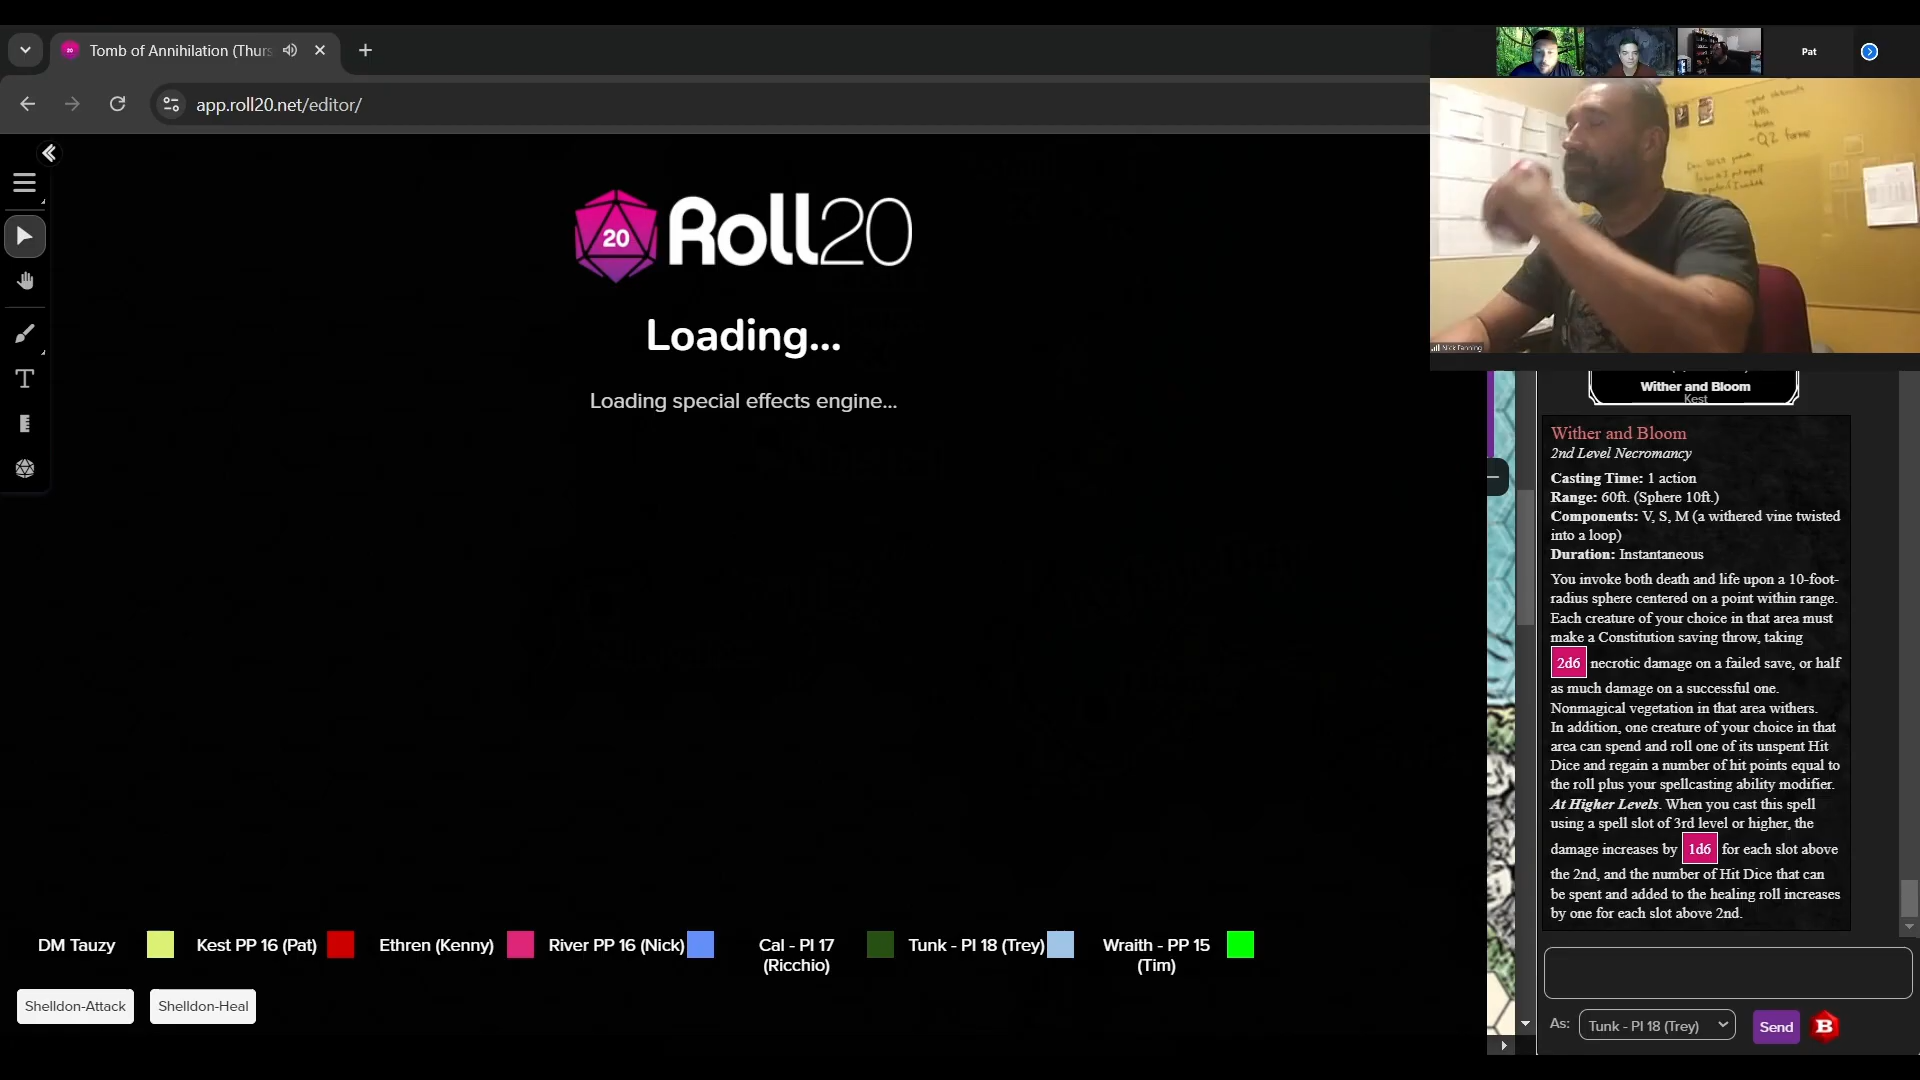 Tomb of Annihilation (Thurs
Pat
app.roll20.net/editor/
QZ forms
20
Roll20
Loading...
Loading special effects engine...
Nick Fanning
Wither and Bloom
Kest
Wither and Bloom
2nd Level Necromancy
Casting Time: 1 action
Range: 60ft. (Sphere 10ft.)
Components: V, S, M (a withered vine twisted
into a loop)
Duration: Instantaneous
You invoke both death and life upon a 10-foot-
radius sphere centered on a point within range.
Each creature of your choice in that area must
make a Constitution saving throw, taking
2d6 necrotic damage on a failed save, or half
as much damage on a successful one.
Nonmagical vegetation in that area withers.
In addition, one creature of your choice in that
area can spend and roll one of its unspent Hit
Dice and regain a number of hit points equal to
the roll plus your spellcasting ability modifier.
At Higher Levels. When you cast this spell
using a spell slot of 3rd level or higher, the
damage increases by 1d6 for each slot above
the 2nd, and the number of Hit Dice that can
be spent and added to the healing roll increases
by one for each slot above 2nd.
DM Tauzy
Kest PP 16 (Pat)
Ethren (Kenny)
River PP 16 (Nick)
Cal - PI 17
(Ricchio)
Tunk - PI 18 (Trey)
Wraith - PP 15
(Tim)
Shelldon-Attack
Shelldon-Heal
As:
Tunk - PI 18 (Trey)
Send
B